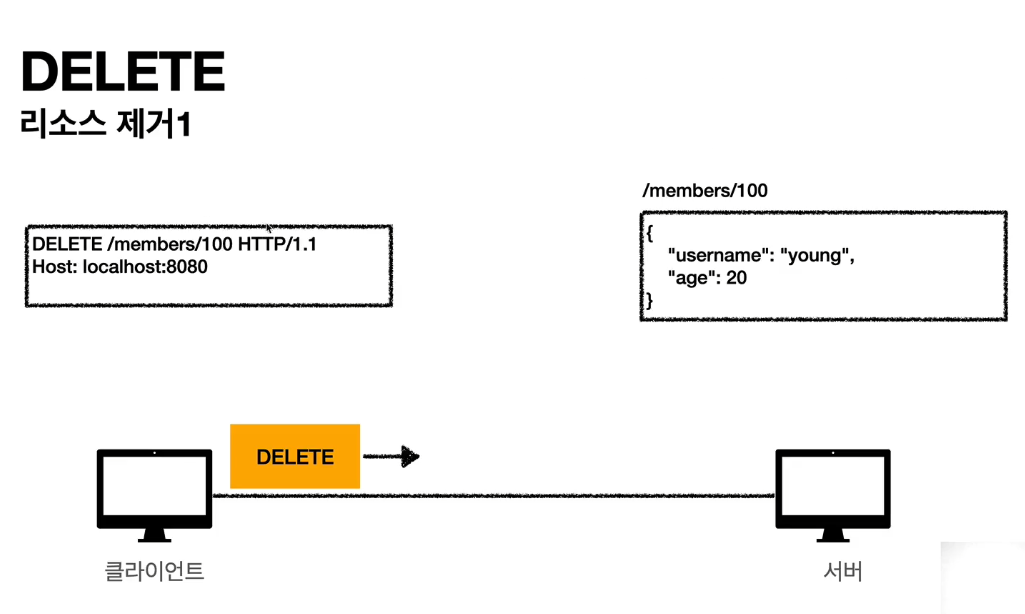 DELETE
리소스 제거1
/members/100
DELETE /members/100 HTTP/1.1
Host: localhost:8080
{
"username": "young",
"age": 20
}
DELETE
클라이언트
서버